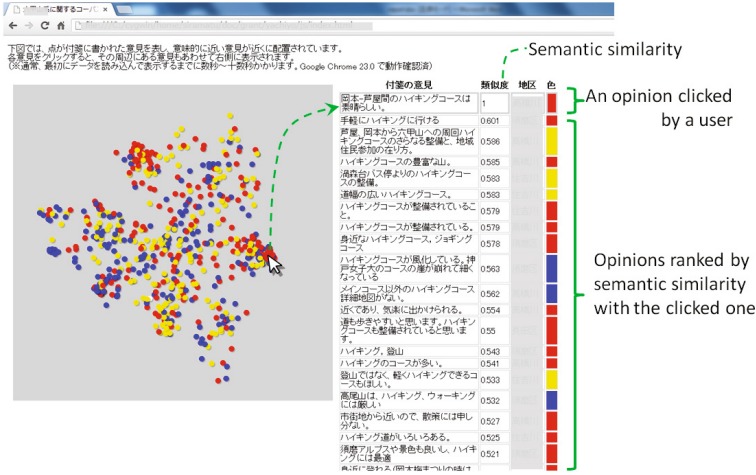 下図では、点が付箋に書かれた意見を表し、意味的に近い意見が近くに配置されています。
各意見をクリックすると、その周辺にある意見もあわせて右側に表示されます。
(※通常、最初にデータを読み込んで表示するまでに数秒~十数秒かかります。Google Chrome 23.0 で動作確認済)
Semantic similarity
付箋の意見 類似度 地区 色
岡本-芦屋間のハイキングコースは
素晴らしい。
1
An opinion clicked
by a user
手軽にハイキングに行ける 0.601
芦屋、岡本から六甲山への周回ハイ
キングコースのさらなる整備と、地域
住民参加の在り方。
0.586
ハイキングコースの豊富な山。 0.585
渦森台バス停よりのハイキングコー
スの整備。
0.583
道幅の広いハイキングコース。 0.583
ハイキングコースが整備されているこ
と。
0.579
ハイキングコースが整備されている。 0.579
身近なハイキングコース, ジョギング
コース
0.578
ハイキングコースが風化している。神
戸女子大のコースの崖が崩れて細く
なっている
0.563
メインコース以外のハイキングコース
詳細地図がない。
0.562
近くであり、気楽に出かけられる。 0.554
道も歩きやすいと思います。ハイキン
グコースも整備されていると思いま
す。
0.55
ハイキング, 登山 0.543
ハイキングのコースが多い。 0.541
登山ではなく、軽くハイキングできるコ
ースもほしい。
0.533
高尾山は、ハイキング、ウォーキング
には厳しい
0.532
市街地から近いので、散策には申し
分ない。
0.527
ハイキング道がいろいろある。 0.525
須磨アルプスや景色も良いし、ハイキ
ングには最適
0.521
Opinions ranked by
semantic similarity
with the clicked one